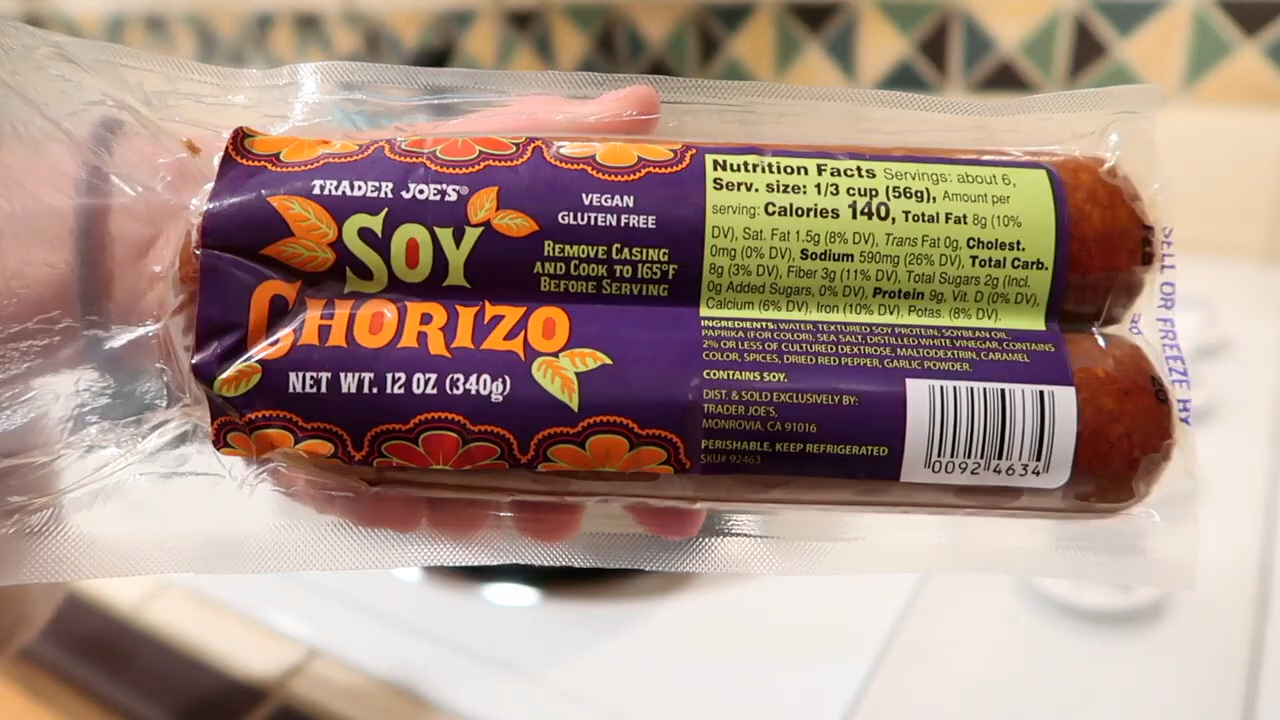 TRADER JOE'S®
SOY
CHORIZO
NET WT. 12 OZ (340g)
VEGAN
GLUTEN FREE
REMOVE CASING
AND COOK TO 165°F
BEFORE SERVING
Nutrition Facts Servings: about 6,
Serv. size: 1/3 cup (56g), Amount per
serving: Calories 140, Total Fat 8g (10%
DV), Sat. Fat 1.5g (8% DV), Trans Fat 0g, Cholest.
0mg (0% DV), Sodium 590mg (26% DV), Total Carb.
8g (3% DV), Fiber 3g (11% DV), Total Sugars 2g (Incl.
0g Added Sugars, 0% DV), Protein 9g, Vit. D (0% DV),
Calcium (6% DV), Iron (10% DV), Potas. (8% DV).
INGREDIENTS: WATER, TEXTURED SOY PROTEIN, SOYBEAN OIL,
PAPRIKA (FOR COLOR), SEA SALT, DISTILLED WHITE VINEGAR, CONTAINS
2% OR LESS OF CULTURED DEXTROSE, MALTODEXTRIN, CARAMEL
COLOR, SPICES, DRIED RED PEPPER, GARLIC POWDER.
CONTAINS SOY.
DIST. & SOLD EXCLUSIVELY BY:
TRADER JOE'S,
MONROVIA, CA 91016
PERISHABLE, KEEP REFRIGERATED
SKU# 92463
0092 4634
SELL OR FREEZE BY